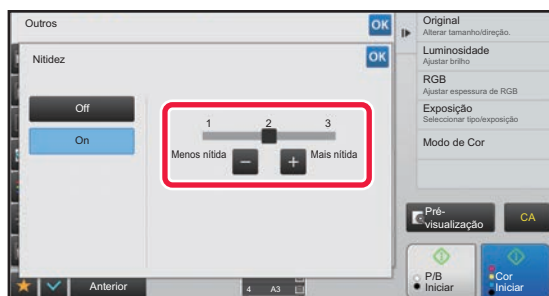 Outros
OK
Nitidez
OK
Off
On
1 2 3
Menos nítida
Mais nítida
Anterior
4 A3
Original
Alterar tamanho/direção.
Luminosidade
Ajustar brilho
RGB
Ajustar espessura de RGB
Exposição
Seleccionar tipo/exposição
Modo de Cor
Pré-
visualização
CA
P/B
Iniciar
Cor
Iniciar